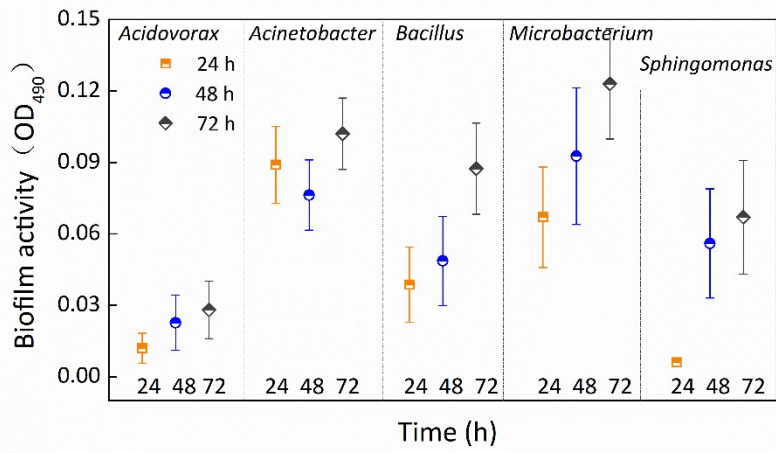 0.15
0.12
0.09
0.06
0.03
0.00
Biofilm activity（OD490）
Acidovorax
Acinetobacter
Bacillus
Microbacterium
Sphingomonas
24 h
48 h
72 h
24 48 72 24 48 72 24 48 72 24 48 72 24 48 72
Time (h)